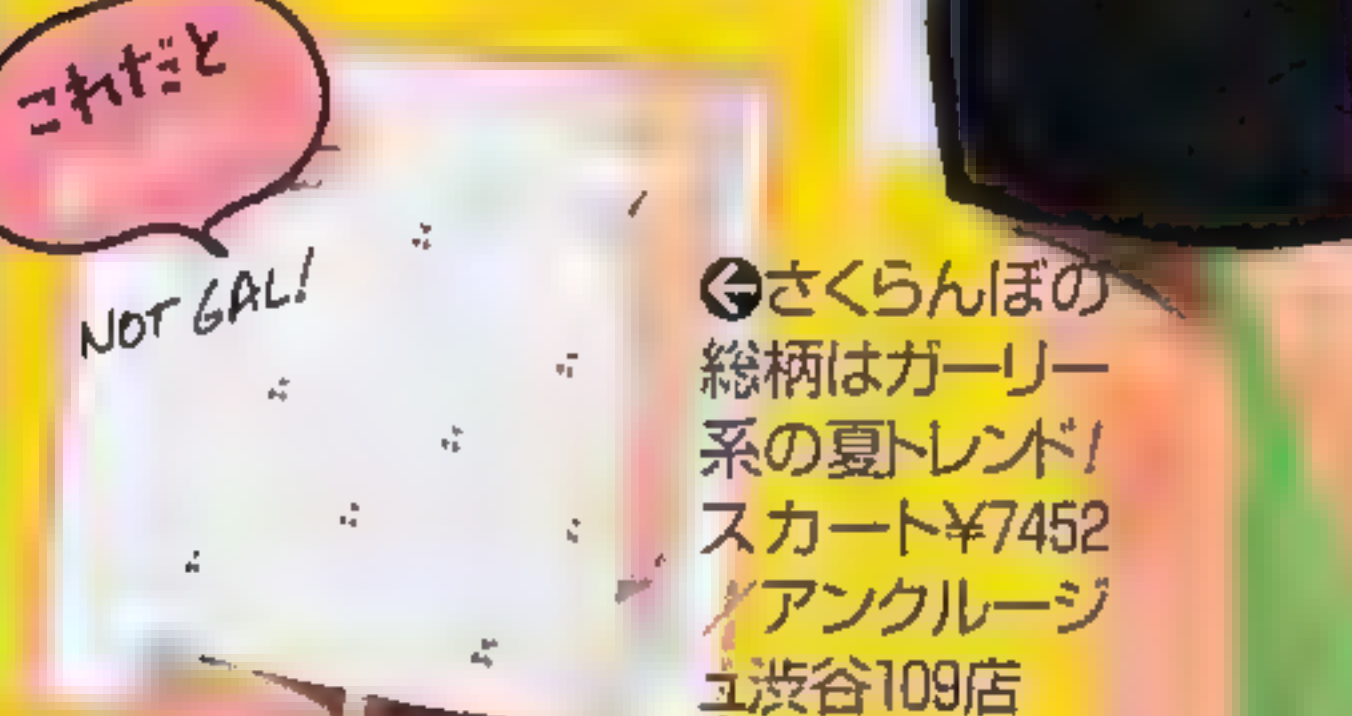 これだと
NOT GAL!
さくらんぼの
総柄はガーリー
系の夏トレンド!
スカート¥7452
/アンクルージ
ュ渋谷109店